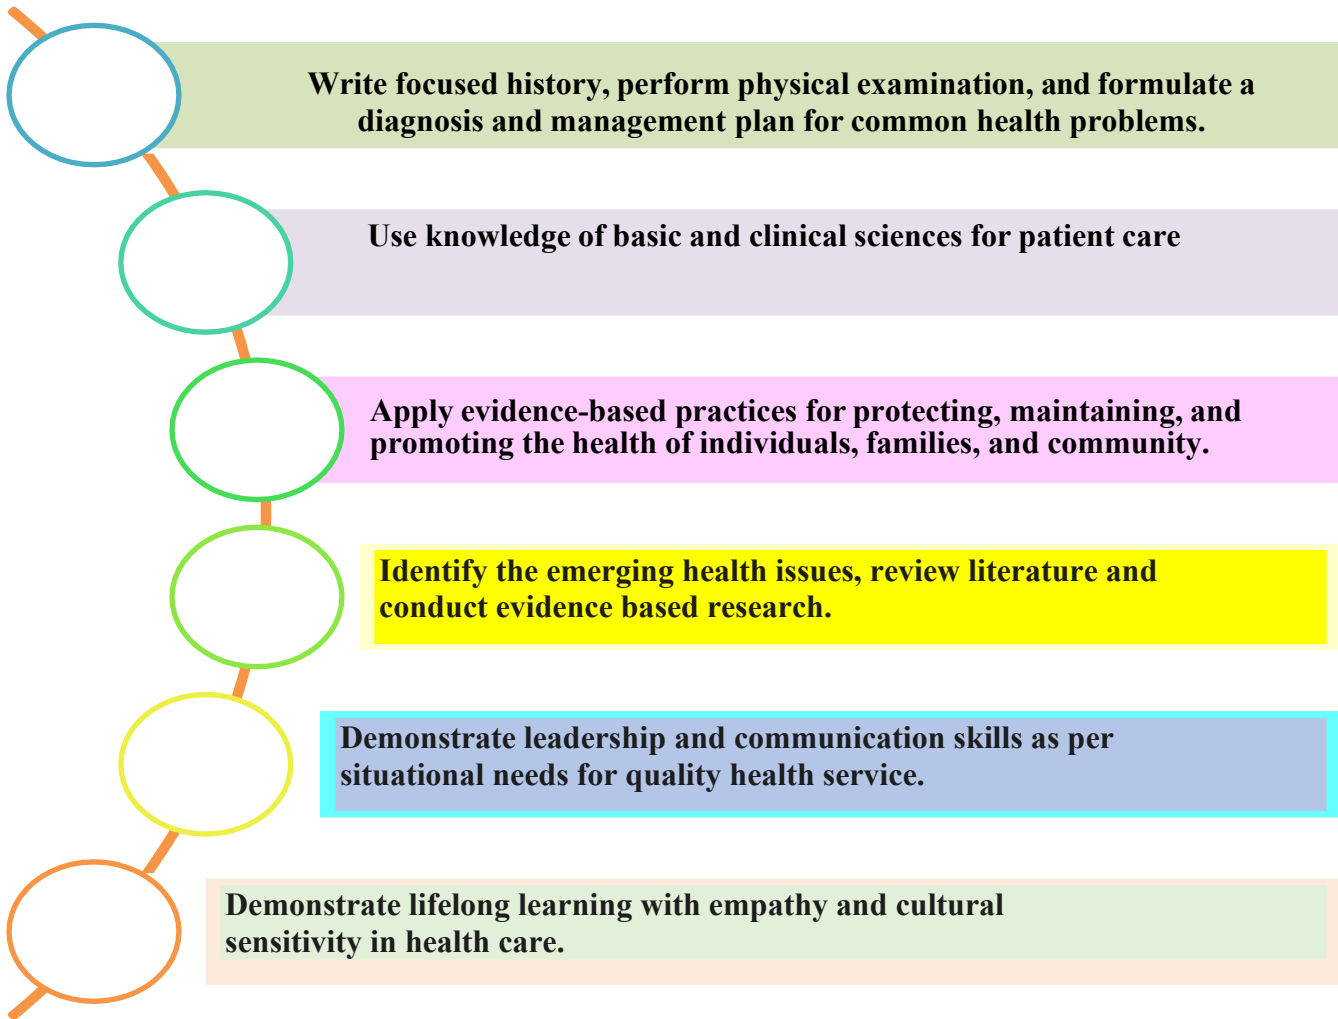 Write focused history, perform physical examination, and formulate a
diagnosis and management plan for common health problems.
Use knowledge of basic and clinical sciences for patient care
Apply evidence-based practices for protecting, maintaining, and
promoting the health of individuals, families, and community.
Identify the emerging health issues, review literature and
conduct evidence based research.
Demonstrate leadership and communication skills as per
situational needs for quality health service.
Demonstrate lifelong learning with empathy and cultural
sensitivity in health care.